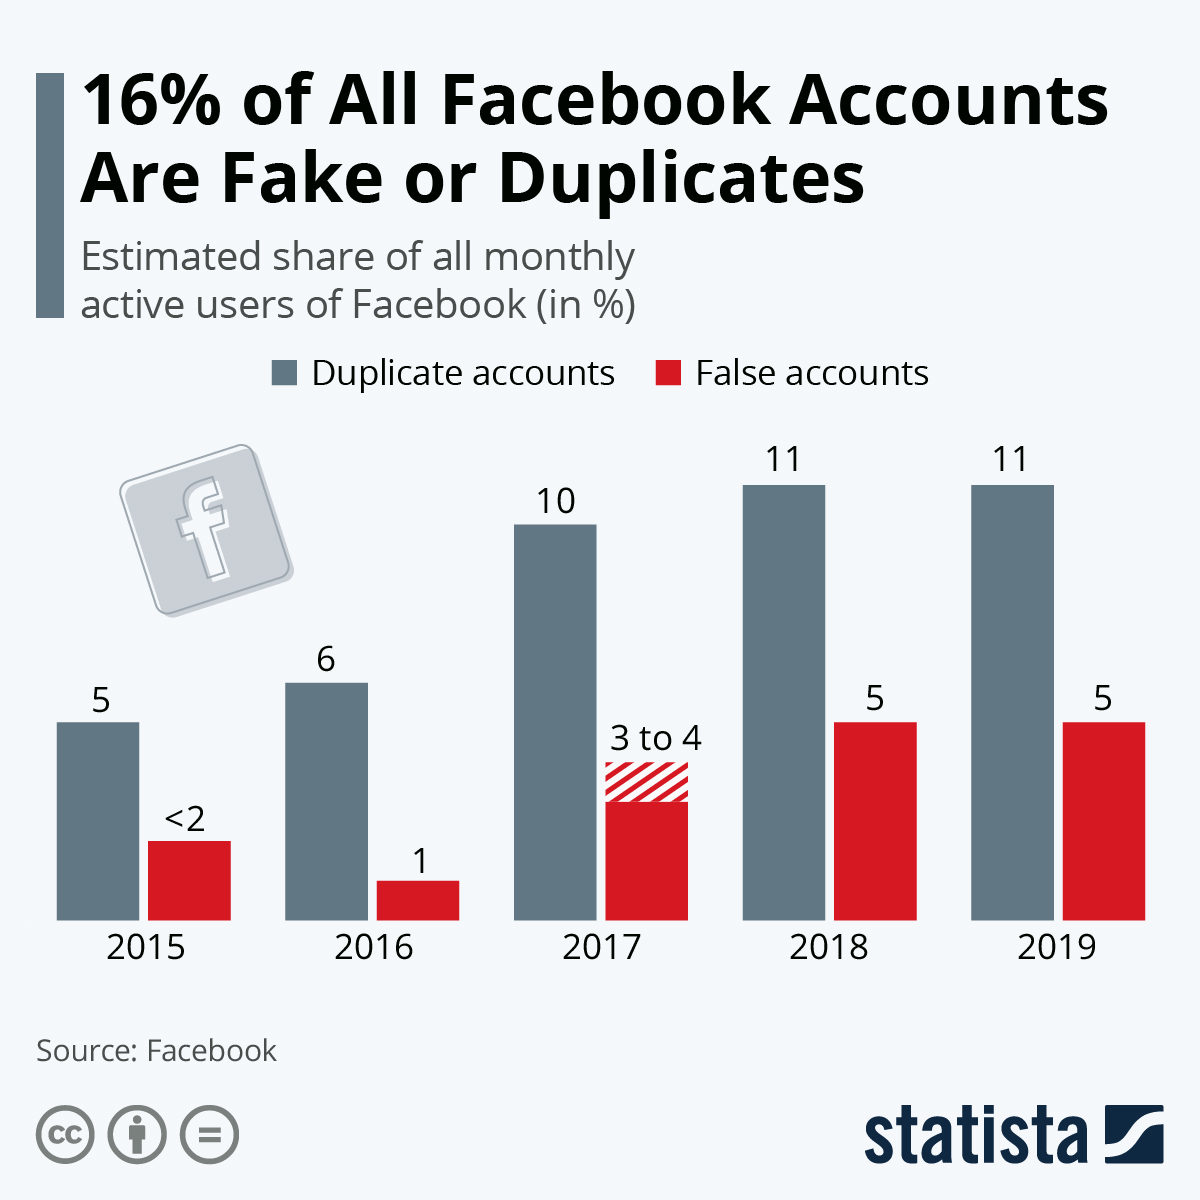 16% of All Facebook Accounts
Are Fake or Duplicates
Estimated share of all monthly
active users of Facebook (in %)
Duplicate accounts False accounts
f
5 <2 6 1 10 3 to 4 11 5 11 5
2015 2016 2017 2018 2019
Source: Facebook
cc = statista